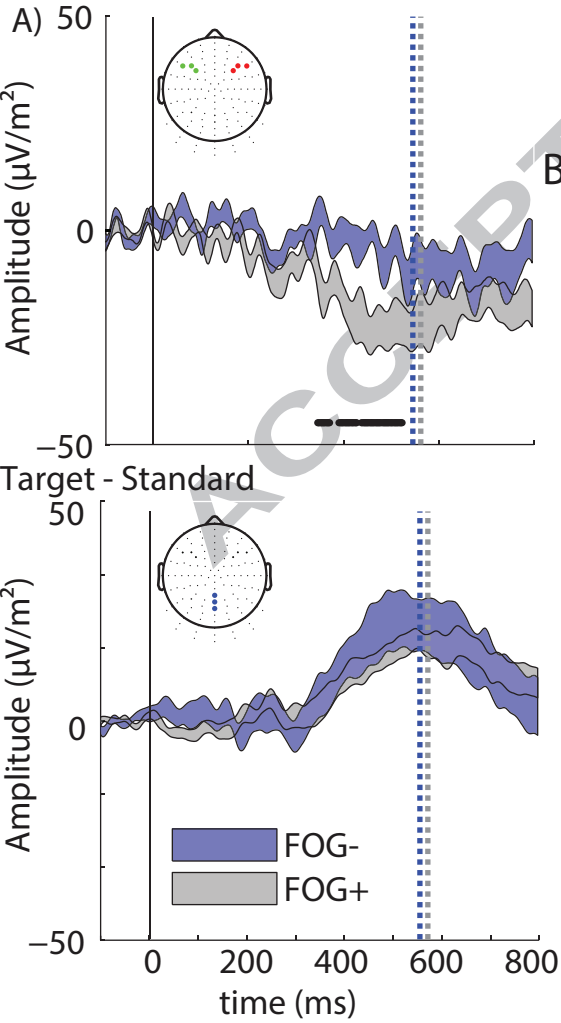 A)
50
Amplitude (µV/m²)
0
−50
B
ACCEPT
Target - Standard
50
Amplitude (µV/m²)
0
−50
FOG-
FOG+
0 200 400 600 800
time (ms)